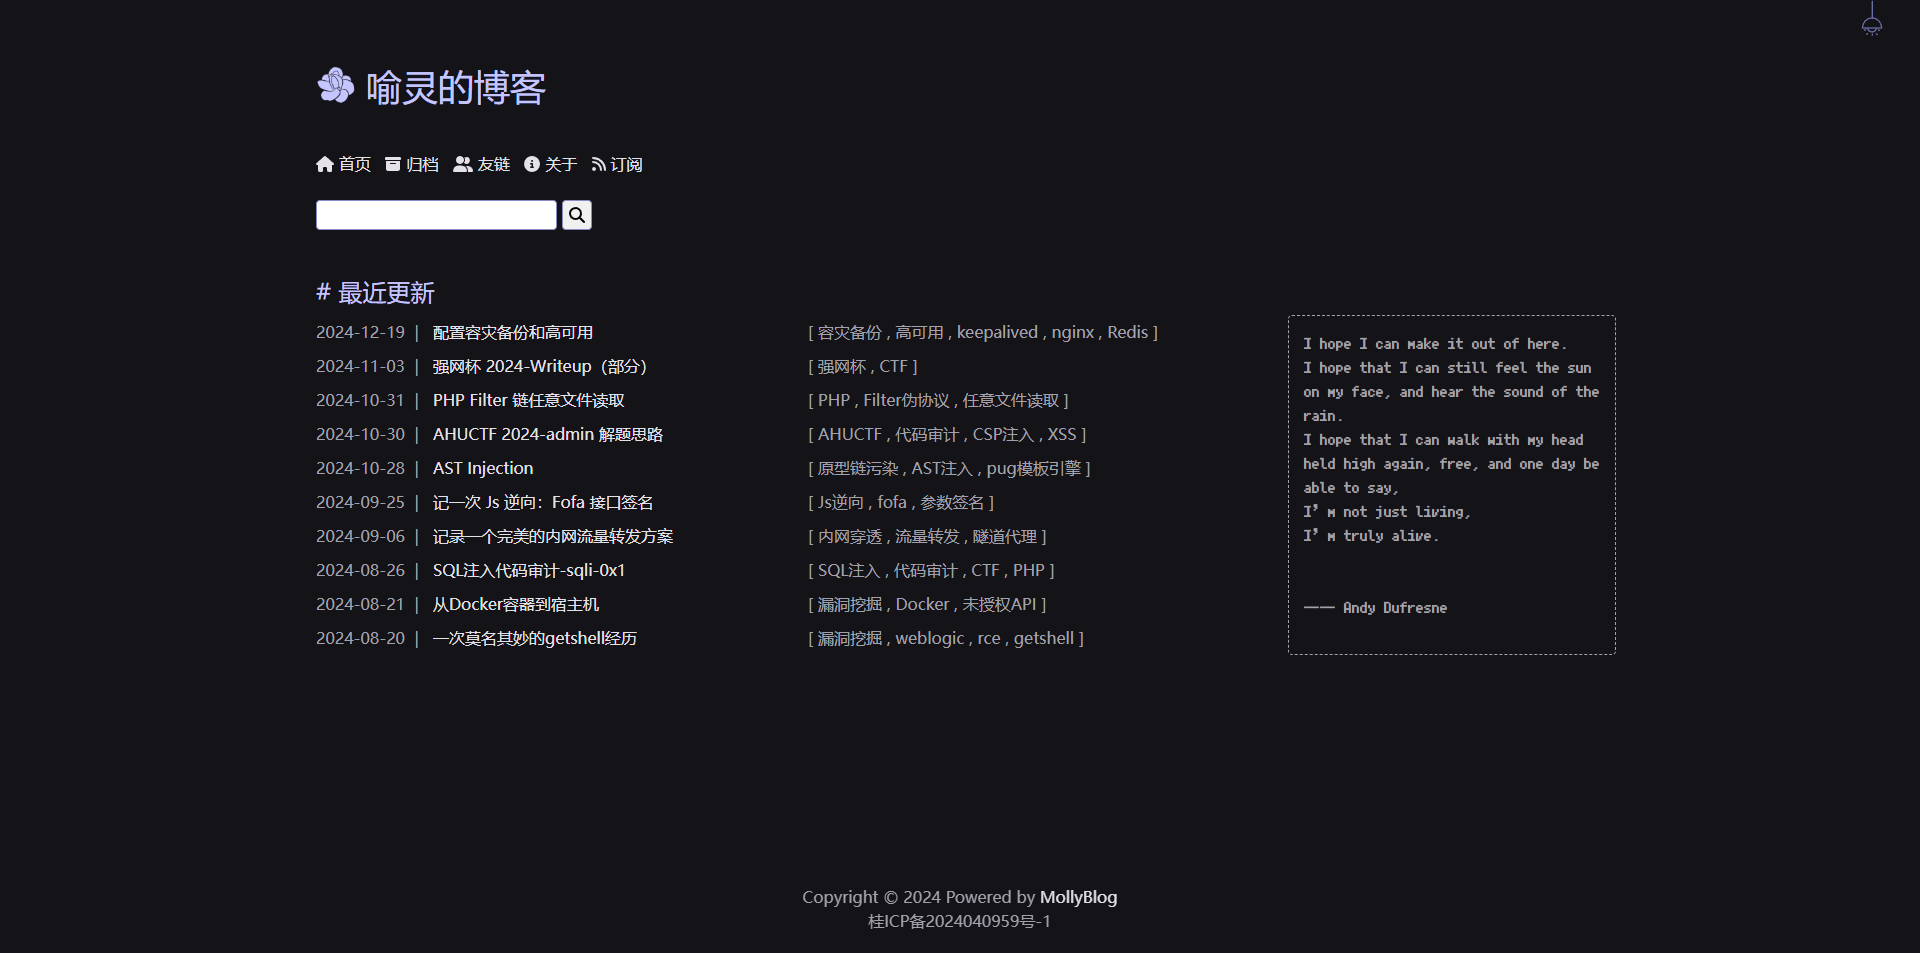 喻灵的博客
首页 归档 友链 关于 订阅
# 最近更新
2024-12-19 | 配置容灾备份和高可用 [ 容灾备份 , 高可用 , keepalived , nginx , Redis ]
2024-11-03 | 强网杯 2024-Writeup（部分） [ 强网杯 , CTF ]
2024-10-31 | PHP Filter 链任意文件读取 [ PHP , Filter伪协议 , 任意文件读取 ]
2024-10-30 | AHUCTF 2024-admin 解题思路 [ AHUCTF , 代码审计 , CSP注入 , XSS ]
2024-10-28 | AST Injection [ 原型链污染 , AST注入 , pug模板引擎 ]
2024-09-25 | 记一次 Js 逆向：Fofa 接口签名 [ Js逆向 , fofa , 参数签名 ]
2024-09-06 | 记录一个完美的内网流量转发方案 [ 内网穿透 , 流量转发 , 隧道代理 ]
2024-08-26 | SQL注入代码审计-sqli-0x1 [ SQL注入 , 代码审计 , CTF , PHP ]
2024-08-21 | 从Docker容器到宿主机 [ 漏洞挖掘 , Docker , 未授权API ]
2024-08-20 | 一次莫名其妙的getshell经历 [ 漏洞挖掘 , weblogic , rce , getshell ]
I hope I can make it out of here.
I hope that I can still feel the sun
on my face, and hear the sound of the
rain.
I hope that I can walk with my head
held high again, free, and one day be
able to say,
I’m not just living,
I’m truly alive.
—— Andy Dufresne
Copyright © 2024 Powered by MollyBlog
桂ICP备2024040959号-1